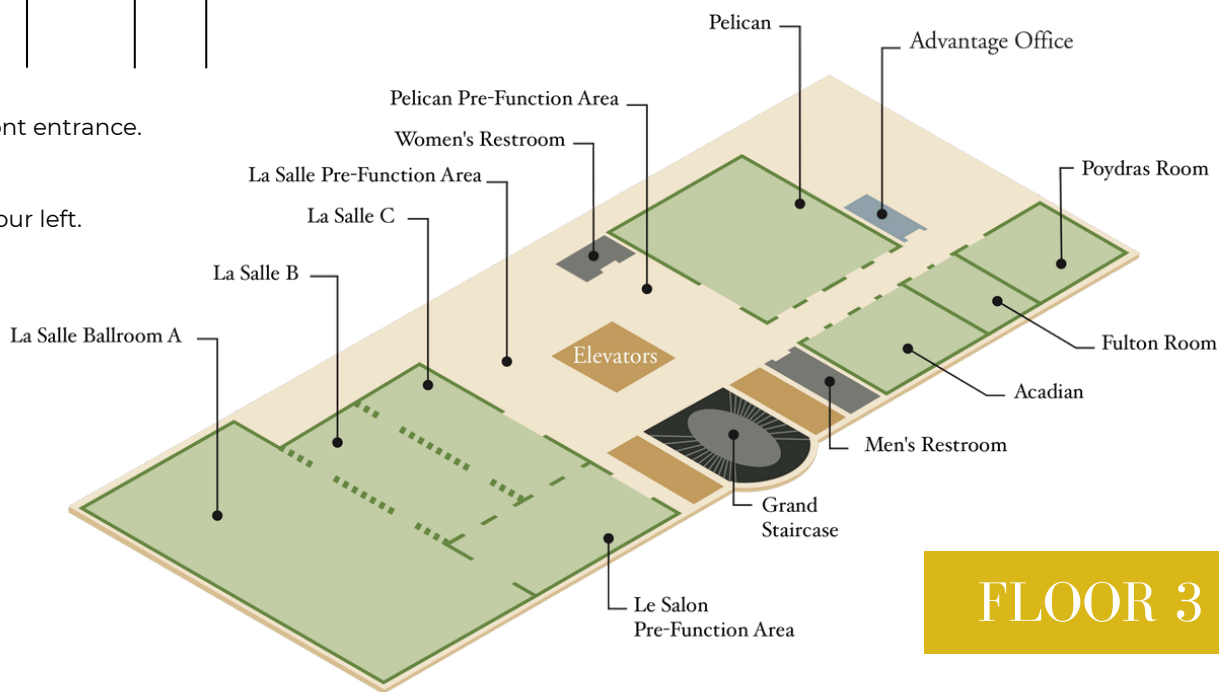 ont entrance.
our left.
Pelican
Advantage Office
Pelican Pre-Function Area
Women's Restroom
Poydras Room
La Salle Pre-Function Area
La Salle C
La Salle B
La Salle Ballroom A
Elevators
Fulton Room
Acadian
Men's Restroom
Grand
Staircase
Le Salon
Pre-Function Area
FLOOR 3